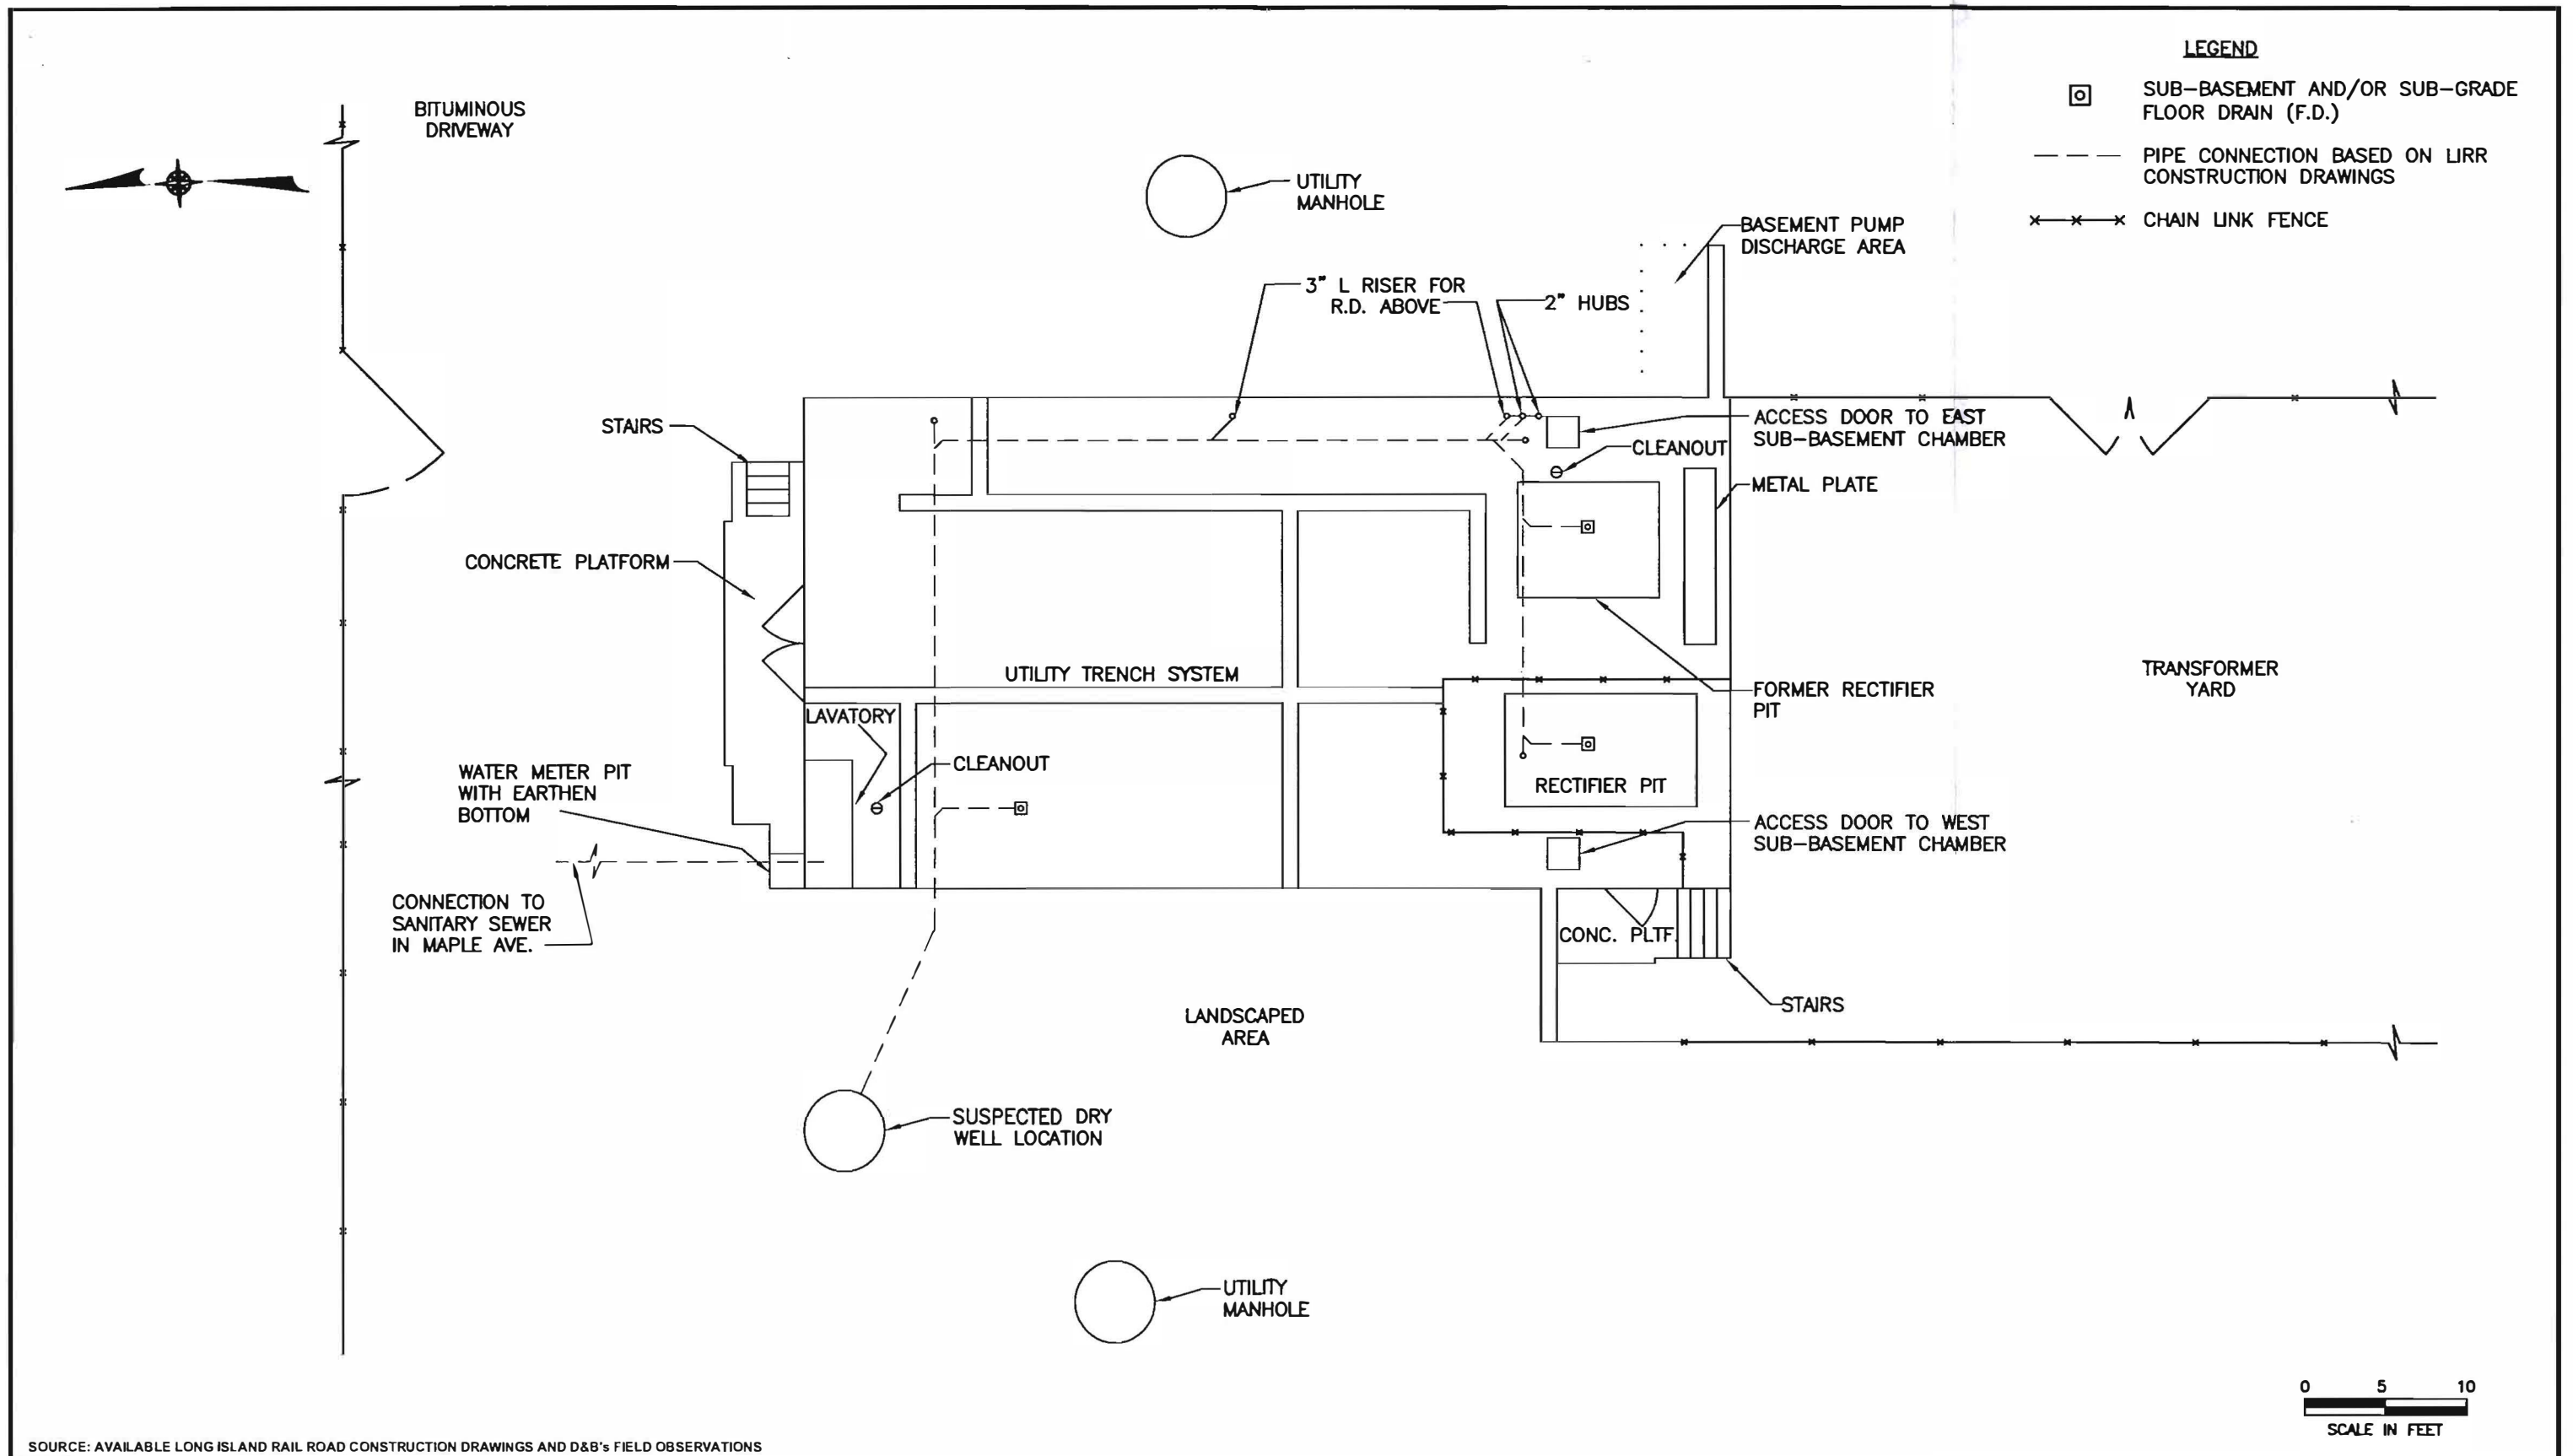 LEGEND
SUB-BASEMENT AND/OR SUB-GRADE
FLOOR DRAIN (F.D.)
PIPE CONNECTION BASED ON LIRR
CONSTRUCTION DRAWINGS
CHAIN LINK FENCE
BITUMINOUS
DRIVEWAY
UTILITY
MANHOLE
BASEMENT PUMP
DISCHARGE AREA
3" L RISER FOR
R.D. ABOVE
2" HUBS
STAIRS
ACCESS DOOR TO EAST
SUB-BASEMENT CHAMBER
CLEANOUT
METAL PLATE
CONCRETE PLATFORM
UTILITY TRENCH SYSTEM
TRANSFORMER
YARD
FORMER RECTIFIER
PIT
LAVATORY
CLEANOUT
WATER METER PIT
WITH EARTHEN
BOTTOM
RECTIFIER PIT
ACCESS DOOR TO WEST
SUB-BASEMENT CHAMBER
CONNECTION TO
SANITARY SEWER
IN MAPLE AVE.
CONC. PLTF.
STAIRS
LANDSCAPED
AREA
SUSPECTED DRY
WELL LOCATION
UTILITY
MANHOLE
0 5 10
SCALE IN FEET
SOURCE: AVAILABLE LONG ISLAND RAIL ROAD CONSTRUCTION DRAWINGS AND D&B's FIELD OBSERVATIONS